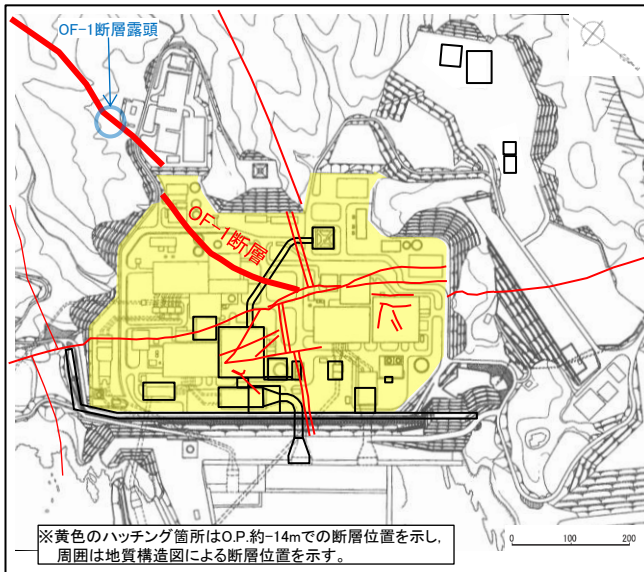 OF-1断層露頭
OF-1断層
※黄色のハッチング箇所はO.P.約-14mでの断層位置を示し,
周囲は地質構造図による断層位置を示す。
0 100 200